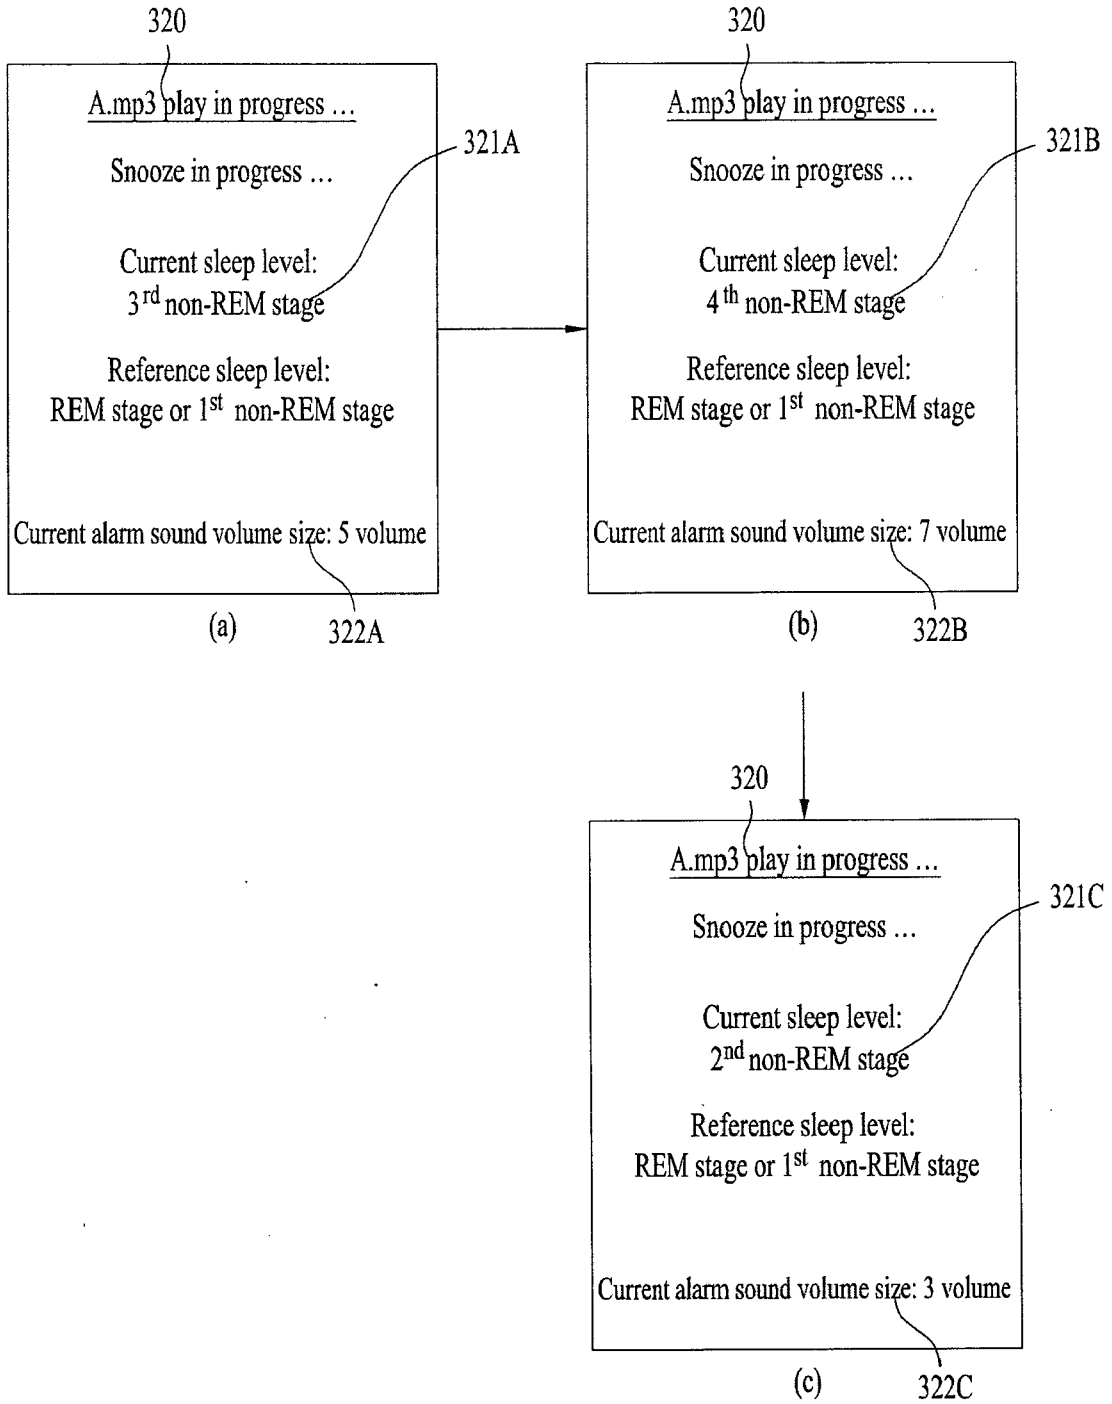 320
A.mp3 play in progress ...
321A
Snooze in progress ...
Current sleep level:
3rd non-REM stage
Reference sleep level:
REM stage or 1st non-REM stage
Current alarm sound volume size: 5 volume
(a)
322A
320
A.mp3 play in progress ...
321B
Snooze in progress ...
Current sleep level:
4th non-REM stage
Reference sleep level:
REM stage or 1st non-REM stage
Current alarm sound volume size: 7 volume
(b)
322B
320
A.mp3 play in progress ...
321C
Snooze in progress ...
Current sleep level:
2nd non-REM stage
Reference sleep level:
REM stage or 1st non-REM stage
Current alarm sound volume size: 3 volume
(c)
322C